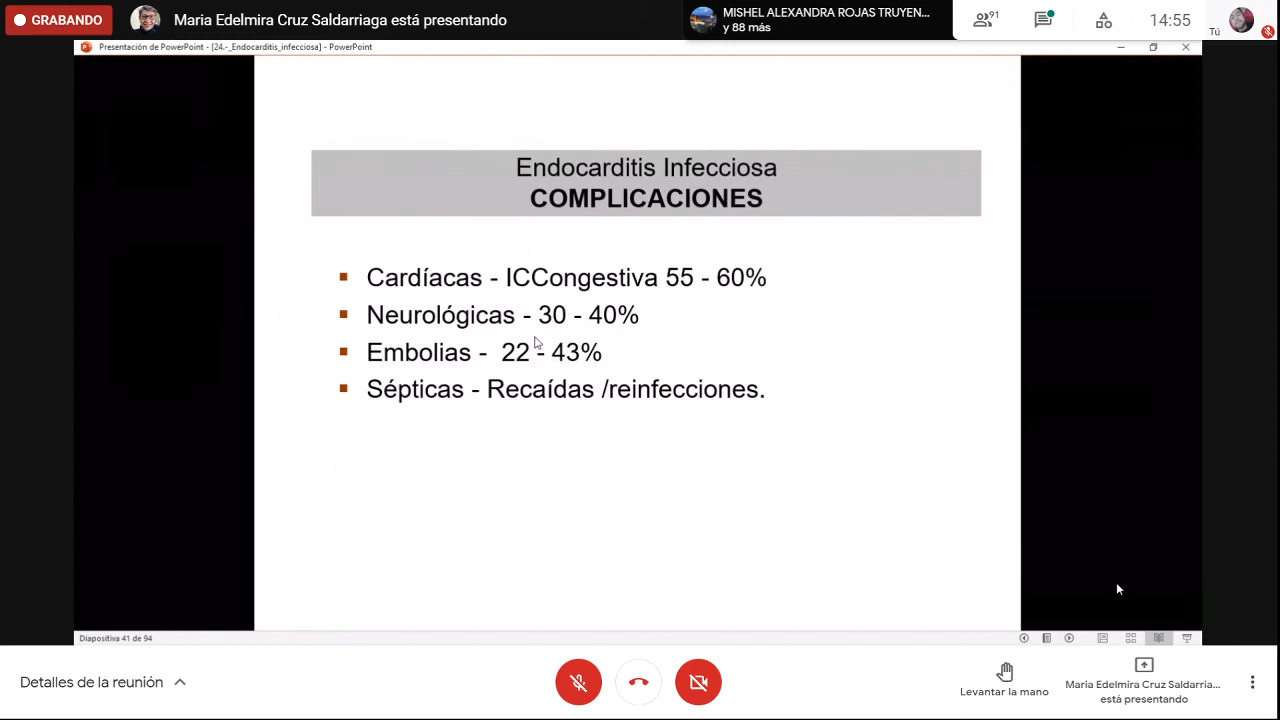 GRABANDO
Maria Edelmira Cruz Saldarriaga está presentando
MISHEL ALEXANDRA ROJAS TRUYEN...
y 88 más
91
14:55
Tú
Presentación de PowerPoint - [24.-_Endocarditis_infecciosa] - PowerPoint
Endocarditis Infecciosa
COMPLICACIONES
▪ Cardíacas - ICCongestiva 55 - 60%
▪ Neurológicas - 30 - 40%
▪ Embolias - 22 - 43%
▪ Sépticas - Recaídas /reinfecciones.
Diapositiva 41 de 94
Detalles de la reunión
Levantar la mano
Maria Edelmira Cruz Saldarria...
está presentando